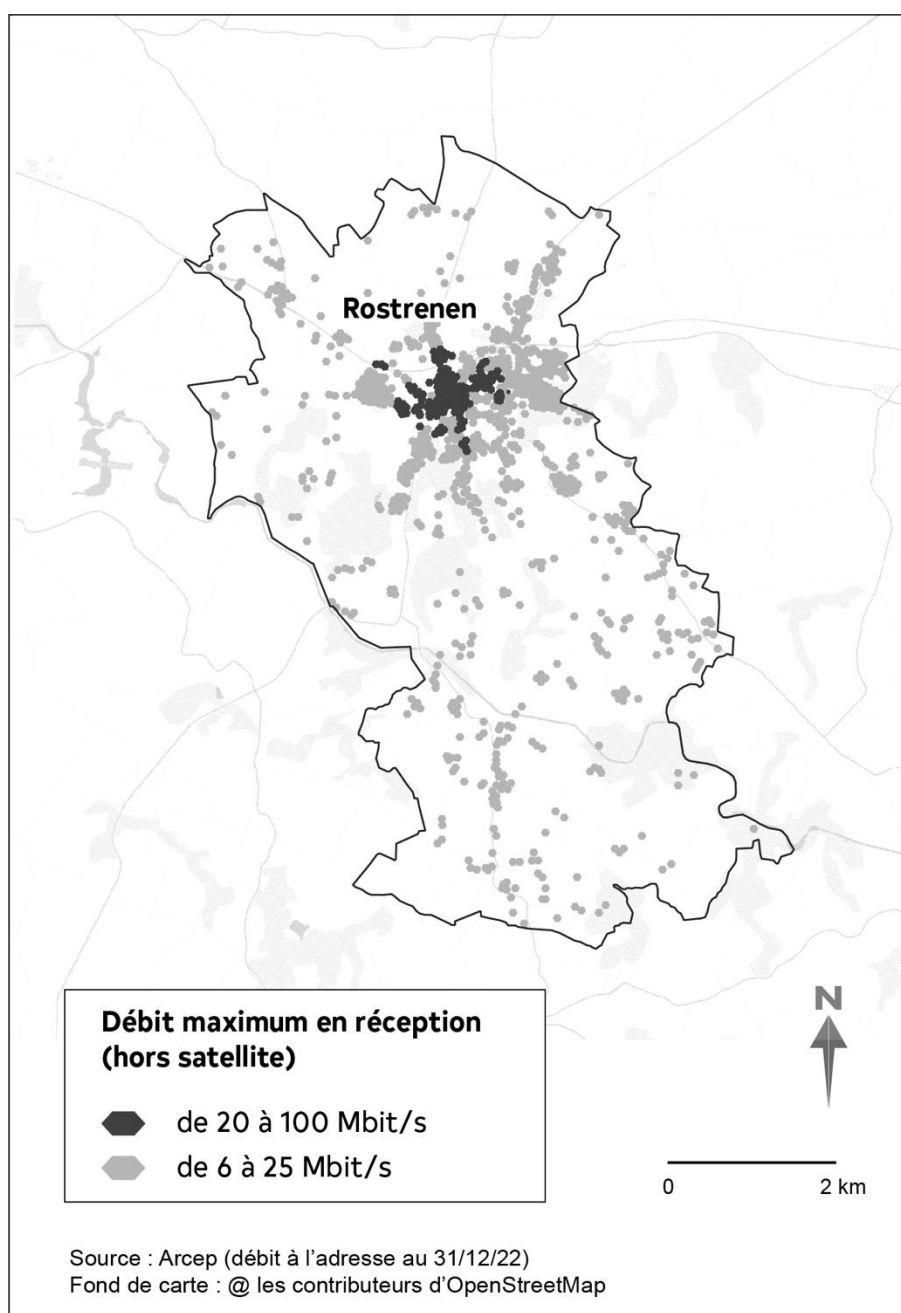 Rostrenen
Débit maximum en réception
(hors satellite)
de 20 à 100 Mbit/s
de 6 à 25 Mbit/s
N
0 2 km
Source : Arcep (débit à l'adresse au 31/12/22)
Fond de carte : @ les contributeurs d'OpenStreetMap